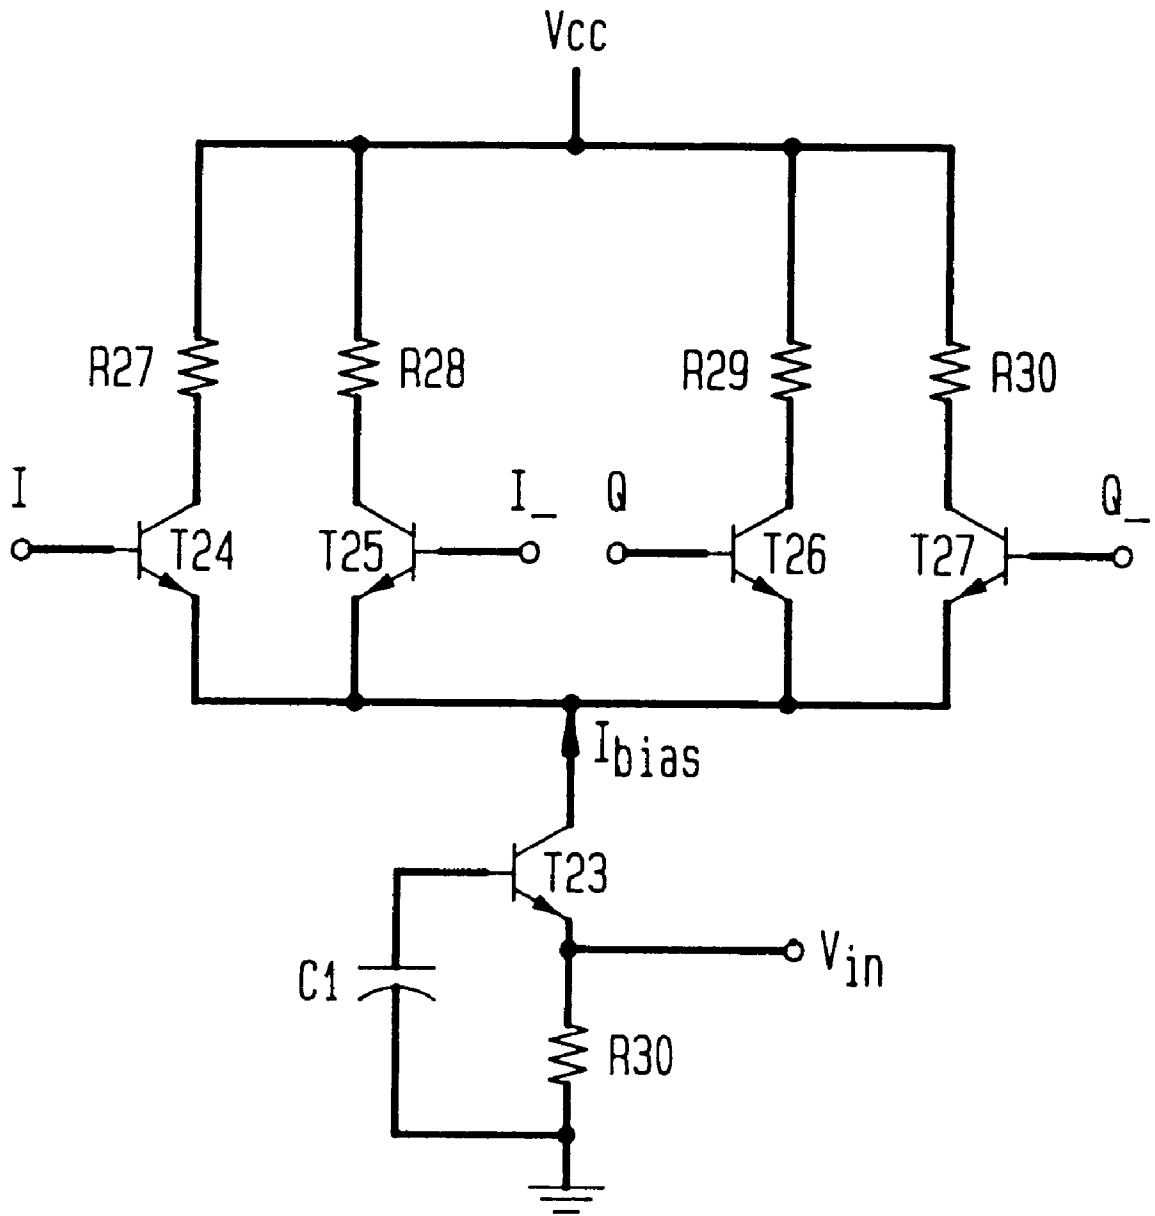 Vcc
R27
R28
R29
R30
I
I_
Q
Q_
T24
T25
T26
T27
Ibias
T23
Vin
C1
R30